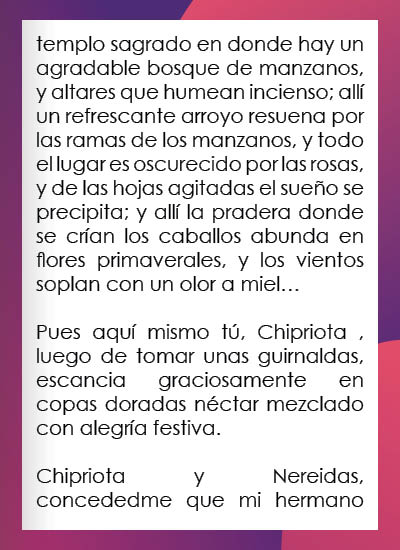 templo sagrado en donde hay un
agradable bosque de manzanos,
y altares que humean incienso; allí
un refrescante arroyo resuena por
las ramas de los manzanos, y todo
el lugar es oscurecido por las rosas,
y de las hojas agitadas el sueño se
precipita; y allí la pradera donde
se crían los caballos abunda en
flores primaverales, y los vientos
soplan con un olor a miel…
Pues aquí mismo tú, Chipriota ,
luego de tomar unas guirnaldas,
escancia graciosamente en
copas doradas néctar mezclado
con alegría festiva.
Chipriota y Nereidas,
concededme que mi hermano